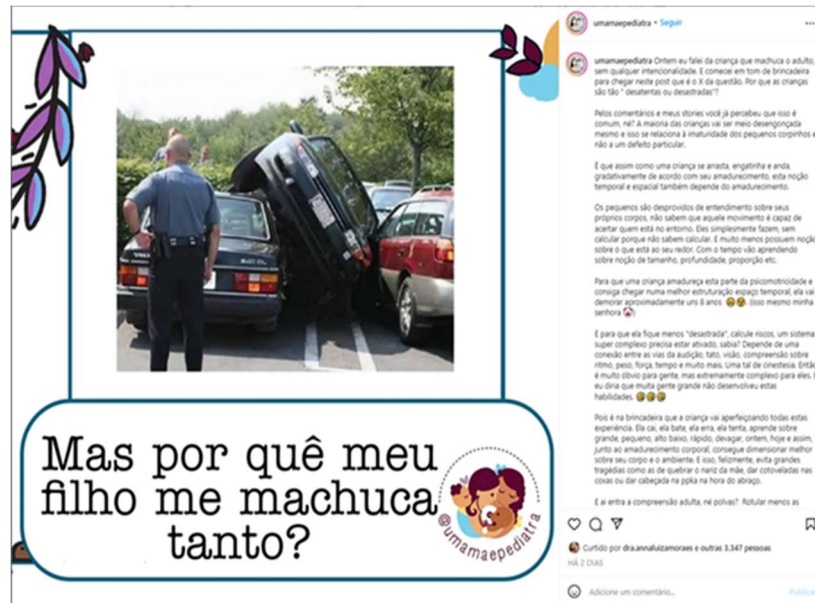 Mas por quê meu
filho me machuca
tanto?
@umamaepediatra
umamaepediatra • Seguir
umamaepediatra Ontem eu falei da criança que machuca o adulto,
sem qualquer intencionalidade. E comecei em tom de brincadeira
para chegar neste post que é o X da questão. Por que as crianças
são tão " desatentas ou desastradas"?
Pelos comentários e meus stories você já percebeu que isso é
comum, né? A maioria das crianças vai ser meio desengonçada
mesmo e isso se relaciona à imaturidade dos pequenos corpinhos e
não a um defeito particular.
É que assim como uma criança se arrasta, engatinha e anda,
gradativamente de acordo com seu amadurecimento, esta noção
temporal e espacial também depende do amadurecimento.
Os pequenos são desprovidos de entendimento sobre seus
próprios corpos, não sabem que aquele movimento é capaz de
acertar quem está no entorno. Eles simplesmente fazem, sem
calcular porque não sabem calcular. E muito menos possuem noção
sobre o que está ao seu redor. Com o tempo vão aprendendo
sobre noção de tamanho, profundidade, proporção etc.
Para que uma criança amadureça esta parte da psicomotricidade e
consiga chegar numa melhor estruturação espaço temporal, ela vai
demorar aproximadamente uns 8 anos (isso mesmo minha
senhora)
E para que ela fique menos "desastrada", calcule riscos, um sistema
super complexo precisa estar ativado, sabia? Depende de uma
conexão entre as vias da audição, tato, visão, compreensão sobre
ritmo, peso, força, tempo e muito mais. Uma tal de cinestesia. Então
é muito óbvio para gente, mas extremamente complexo para eles. E
eu diria que muita gente grande não desenvolveu estas
habilidades.
Pois é na brincadeira que a criança vai aperfeiçoando todas estas
experiência. Ela cai, ela bate, ela erra, ela tenta, aprende sobre
grande, pequeno, alto baixo, rápido, devagar, ontem, hoje e assim,
junto ao amadurecimento corporal, consegue dimensionar melhor
sobre seu corpo e o ambiente. E isso, felizmente, evita grandes
tragédias como as de quebrar o nariz da mãe, dar cotoveladas nas
coxas ou dar cabeçada na ppka na hora do abraço.
E ai entra a compreensão adulta, né polvas? Rotular menos as
Curtido por dra.annaluizamoraes e outras 3.347 pessoas
HÁ 2 DIAS
Adicione um comentário...
Publicar